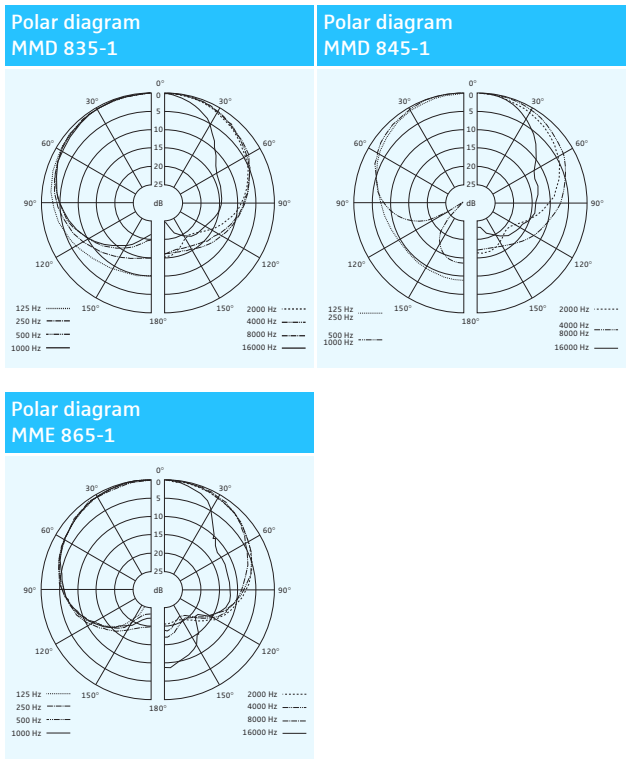 Polar diagram
MMD 835-1
0°
30°
30°
60°
60°
90°
90°
120°
120°
150°
150°
180°
0
5
10
15
20
25
dB
125 Hz
250 Hz
500 Hz
1000 Hz
2000 Hz
4000 Hz
8000 Hz
16000 Hz
Polar diagram
MMD 845-1
0°
30°
30°
60°
60°
90°
90°
120°
120°
150°
150°
180°
0
5
10
15
20
25
dB
125 Hz
250 Hz
500 Hz
1000 Hz
2000 Hz
4000 Hz
8000 Hz
16000 Hz
Polar diagram
MME 865-1
0°
30°
30°
60°
60°
90°
90°
120°
120°
150°
150°
180°
0
5
10
15
20
25
dB
125 Hz
250 Hz
500 Hz
1000 Hz
2000 Hz
4000 Hz
8000 Hz
16000 Hz